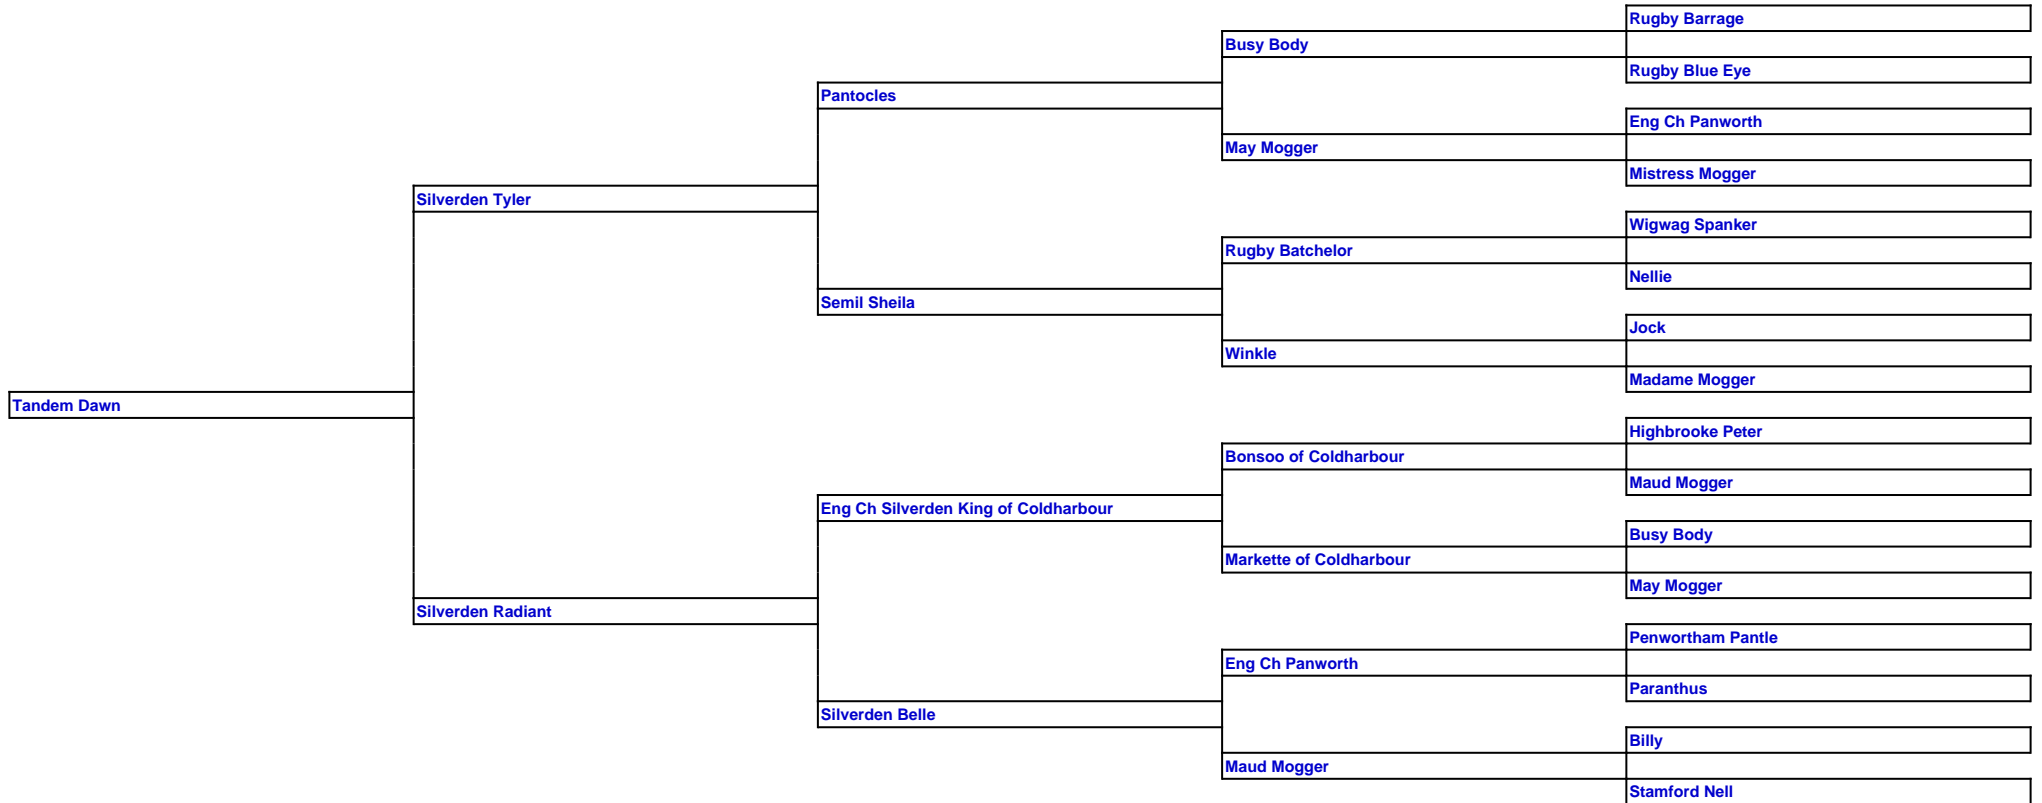 Rugby Barrage
Busy Body
Rugby Blue Eye
Pantocles
Eng Ch Panworth
May Mogger
Mistress Mogger
Silverden Tyler
Wigwag Spanker
Rugby Batchelor
Nellie
Semil Sheila
Jock
Winkle
Madame Mogger
Tandem Dawn
Highbrooke Peter
Bonsoo of Coldharbour
Maud Mogger
Eng Ch Silverden King of Coldharbour
Busy Body
Markette of Coldharbour
May Mogger
Silverden Radiant
Penwortham Pantle
Eng Ch Panworth
Paranthus
Silverden Belle
Billy
Maud Mogger
Stamford Nell